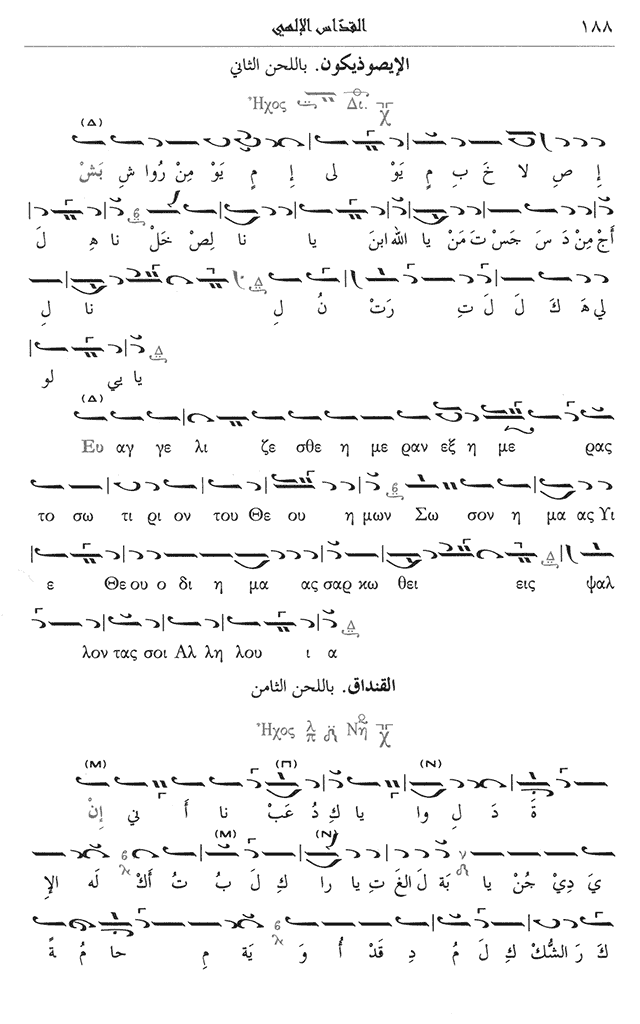 ١٨٨ القدّاس الإلهي
الإيصوذيكون. باللحن الثاني
Ἦχος Δι.
(Δ)
بَشْ شِ رُوا مِنْ يَوْ مٍ إِ لى يَوْ مٍ بِ خَ لا صِ إِ
لَ هِ نا خَلْ لِصْ نا يا ابنَ الله يا مَنْ تَ جَسْ سَ دَ مِنْ أَجْ
لِ نا لِ نُ رَتْ تِ لَ لَ كَ هَ لي
لو يي يا
(Δ)
Ευ αγ γε λι ζε σθε η με ραν εξ η με ρας
το σω τι ρι ον του Θε ου η μων Σω σον η μα ας Υι
ε Θε ου ο δι η μα ας σαρ κω θει εις ψαλ
λον τας σοι Αλ λη λου ι α
القنداق. باللحن الثامن
Ἦχος λ π Νη
(Μ) (Π) (Ν)
إِنْ ني أَ نا عَبْ دُ كِ يا وا لِ دَ ةَ
(Μ) (Ν)
الإِ لَه أَكْ تُ بُ لَ كِ را يا تِ الغَ لَ بَة يا جُنْ دِيْ يَ
ةً مُ حا مِ يَة وَ أُ قَدْ دِ مُ لَ كِ الشُّكْ رَ كَ